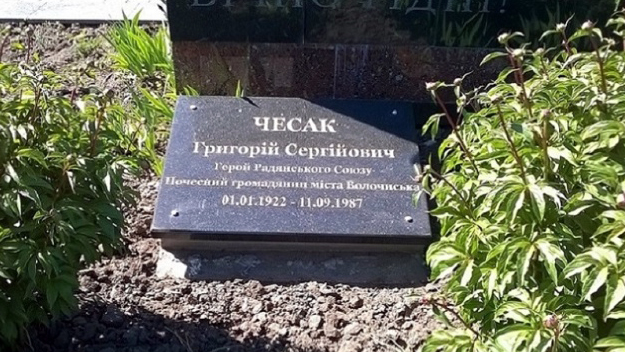 ЧЕСАК
Григорій Сергійович
Герой Радянського Союзу
Почесний громадянин міста Волочиська
01.01.1922 - 11.09.1987